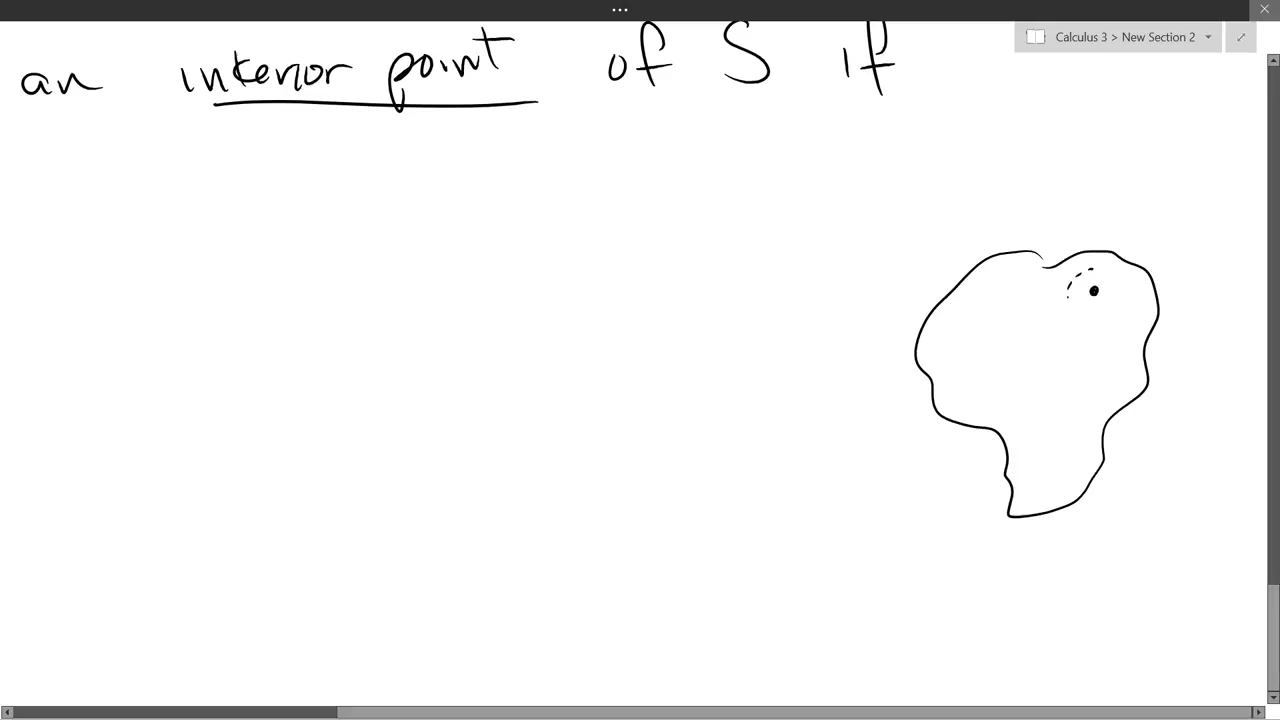 Calculus 3 > New Section 2
an interior point of S if